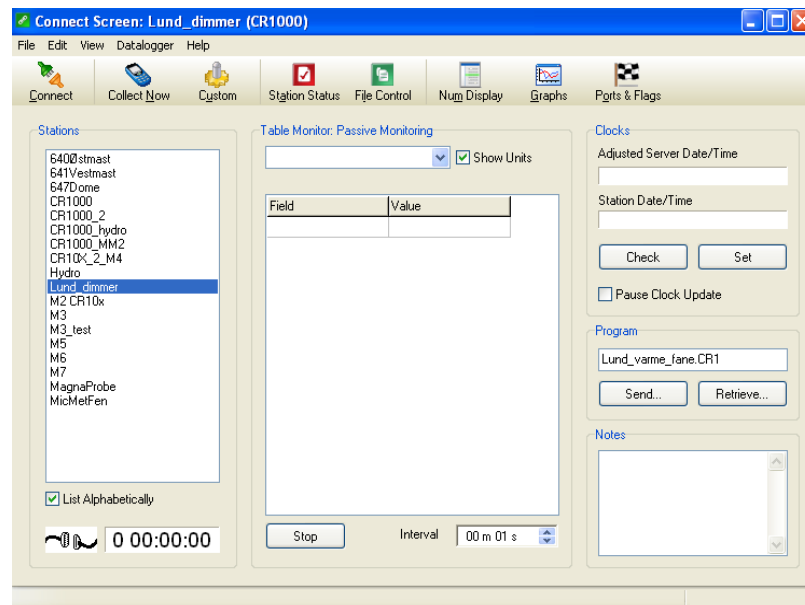 Connect Screen: Lund_dimmer (CR1000)
File Edit View Datalogger Help
Connect Collect Now Custom Station Status File Control Num Display Graphs Ports & Flags
Stations
640Østmast
641Vestmast
647Dome
CR1000
CR1000_2
CR1000_hydro
CR1000_MM2
CR10X_2_M4
Hydro
Lund_dimmer
M2 CR10x
M3
M3_test
M5
M6
M7
MagnaProbe
MicMetFen
List Alphabetically
0 00:00:00
Table Monitor: Passive Monitoring
Show Units
Field Value
Stop Interval 00 m 01 s
Clocks
Adjusted Server Date/Time
Station Date/Time
Check Set
Pause Clock Update
Program
Lund_varme_fane.CR1
Send... Retrieve...
Notes